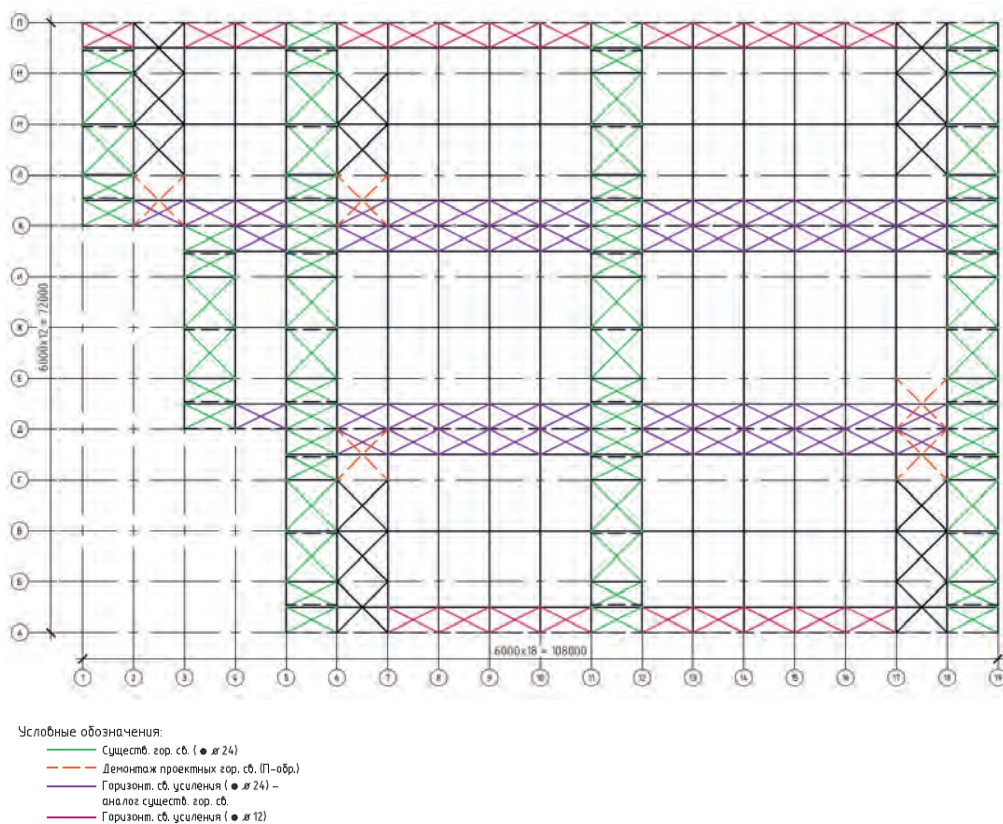 П
Н
М
Л
К
И
Ж
Е
Д
Г
В
Б
А
6000x12 = 72000
6000x18 = 108000
1 2 3 4 5 6 7 8 9 10 11 12 13 14 15 16 17 18 19
Условные обозначения:
Существ. гор. св. ( ● ⌀ 24)
Демонтаж проектных гор. св. (П-обр.)
Горизонт. св. усиления ( ● ⌀ 24) –
аналог существ. гор. св.
Горизонт. св. усиления ( ● ⌀ 12)